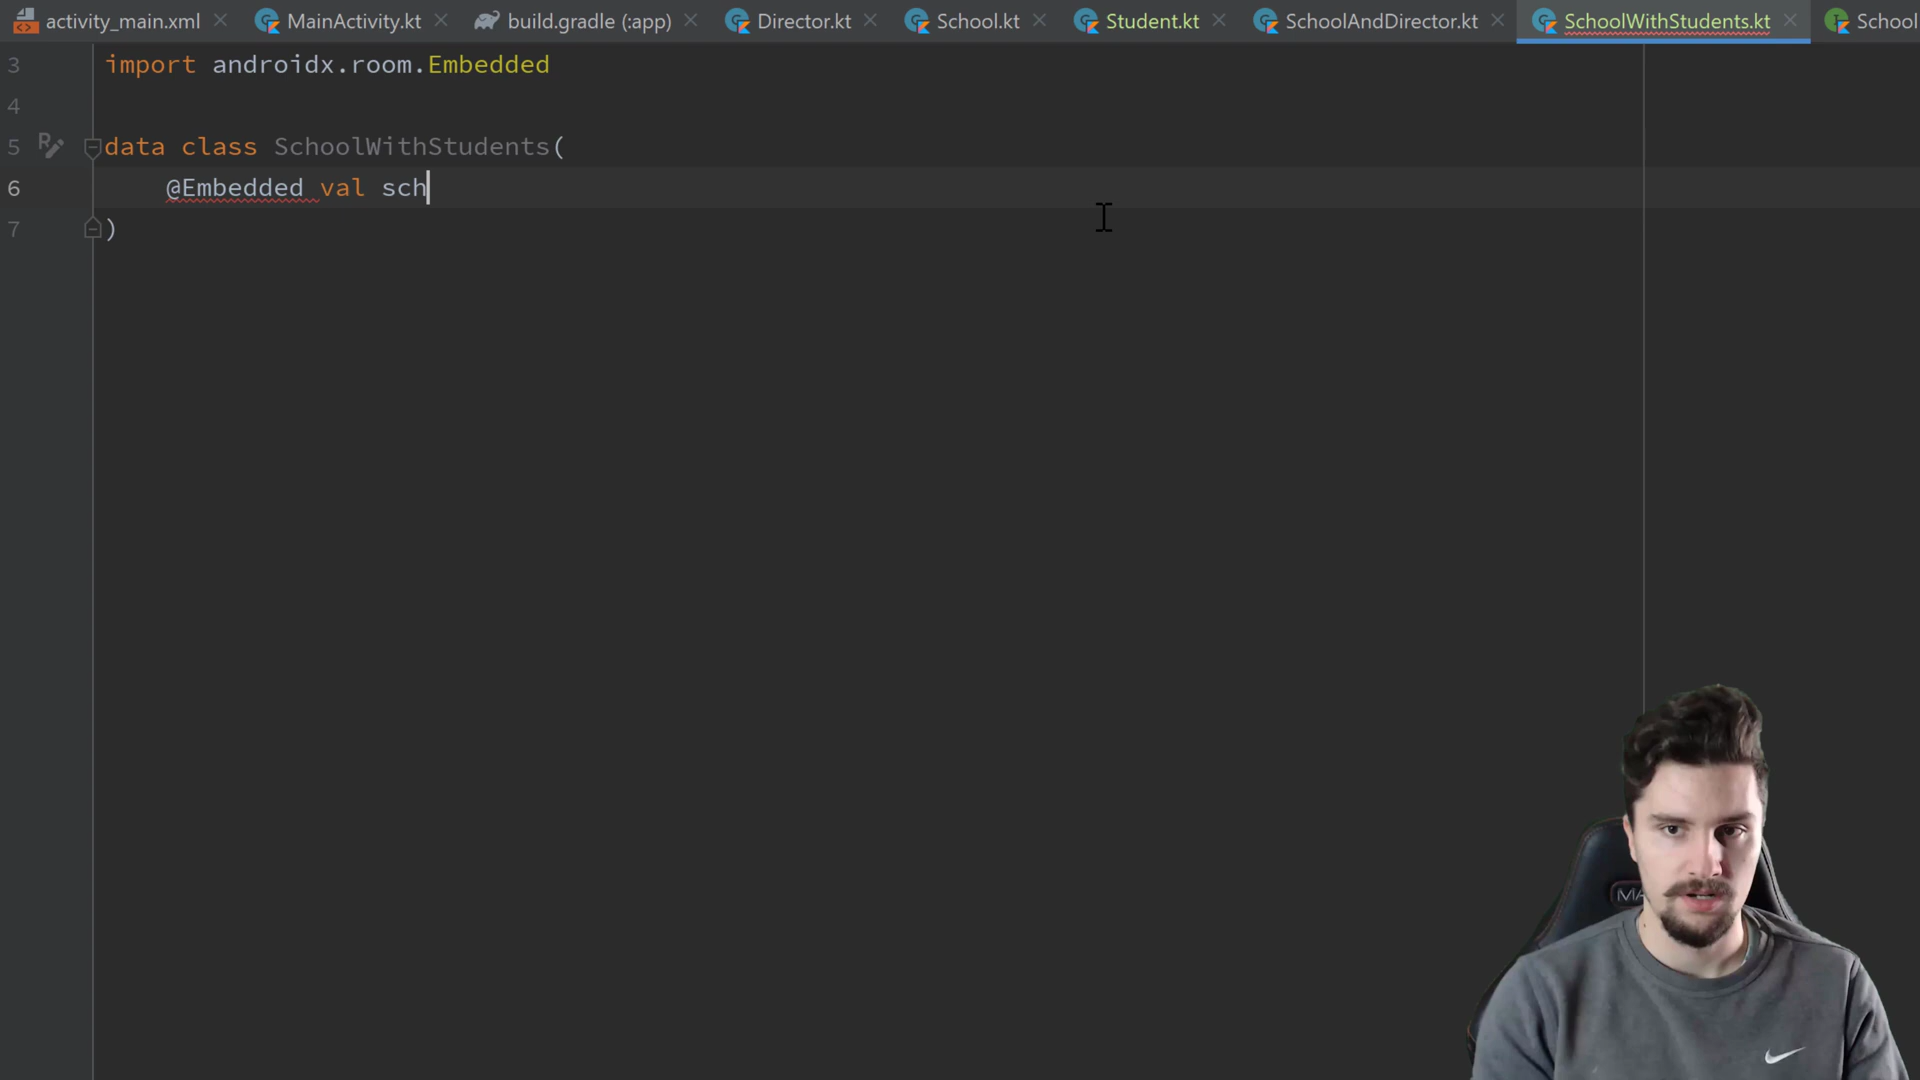 activity_main.xml MainActivity.kt build.gradle (:app) Director.kt School.kt Student.kt SchoolAndDirector.kt SchoolWithStudents.kt School
3 import androidx.room.Embedded
4
5 data class SchoolWithStudents(
6 @Embedded val sch
7 )
MA